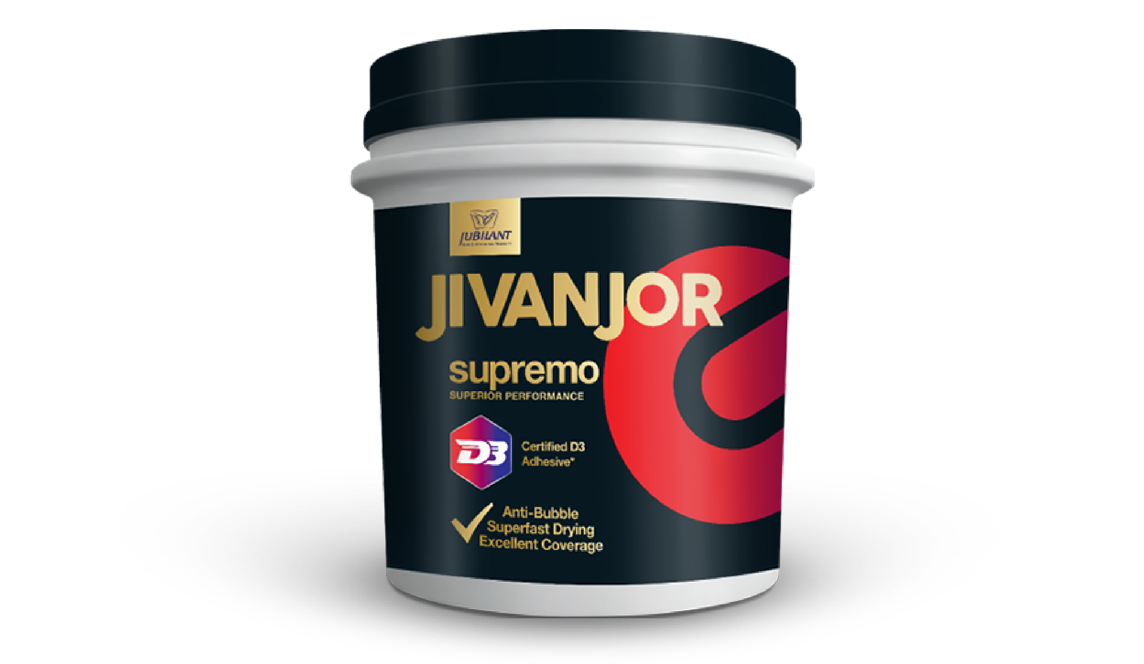 JUBILANT
JIVANJOR
supremo
SUPERIOR PERFORMANCE
D3
Certified D3
Adhesive*
Anti-Bubble
Superfast Drying
Excellent Coverage